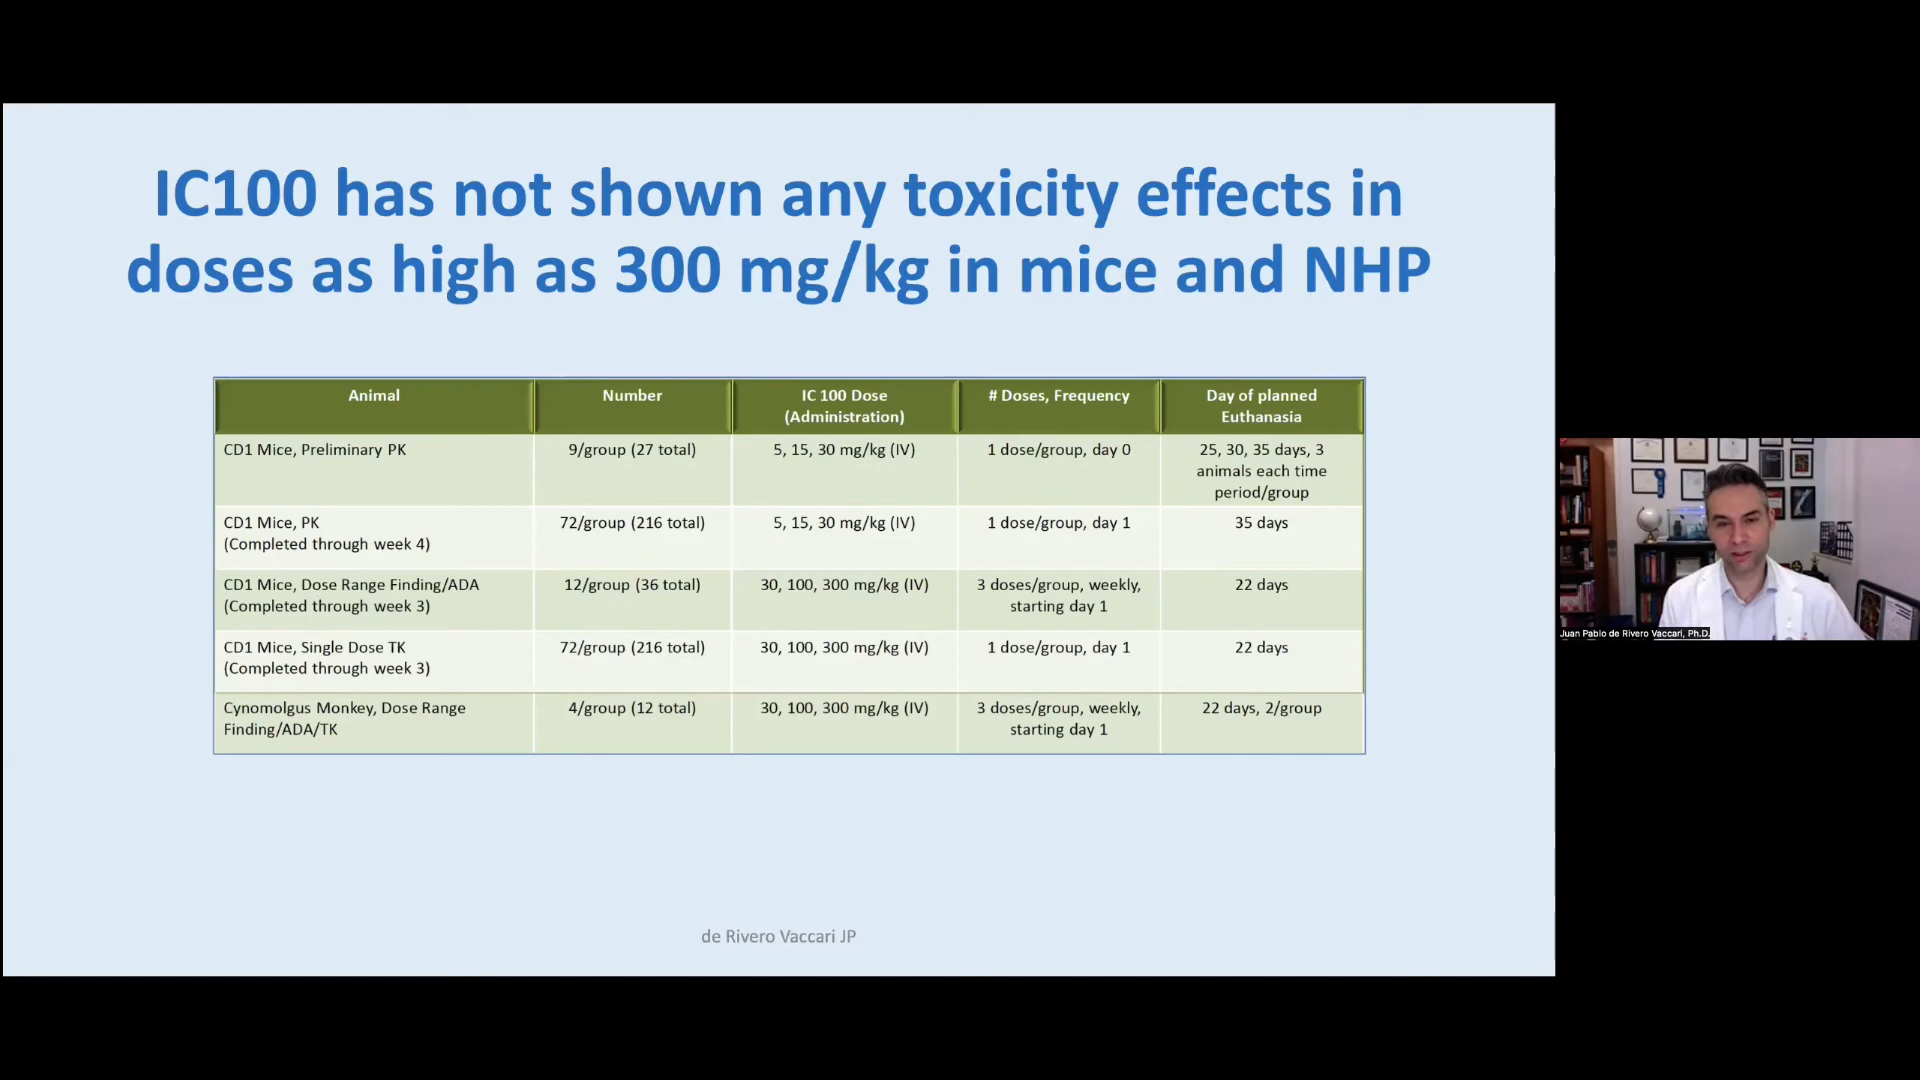 IC100 has not shown any toxicity effects in
doses as high as 300 mg/kg in mice and NHP
Animal
Number
IC 100 Dose
(Administration)
# Doses, Frequency
Day of planned
Euthanasia
CD1 Mice, Preliminary PK
9/group (27 total)
5, 15, 30 mg/kg (IV)
1 dose/group, day 0
25, 30, 35 days, 3
animals each time
period/group
CD1 Mice, PK
(Completed through week 4)
72/group (216 total)
5, 15, 30 mg/kg (IV)
1 dose/group, day 1
35 days
CD1 Mice, Dose Range Finding/ADA
(Completed through week 3)
12/group (36 total)
30, 100, 300 mg/kg (IV)
3 doses/group, weekly,
starting day 1
22 days
CD1 Mice, Single Dose TK
(Completed through week 3)
72/group (216 total)
30, 100, 300 mg/kg (IV)
1 dose/group, day 1
22 days
Cynomolgus Monkey, Dose Range
Finding/ADA/TK
4/group (12 total)
30, 100, 300 mg/kg (IV)
3 doses/group, weekly,
starting day 1
22 days, 2/group
de Rivero Vaccari JP
Juan Pablo de Rivero Vaccari, Ph.D.